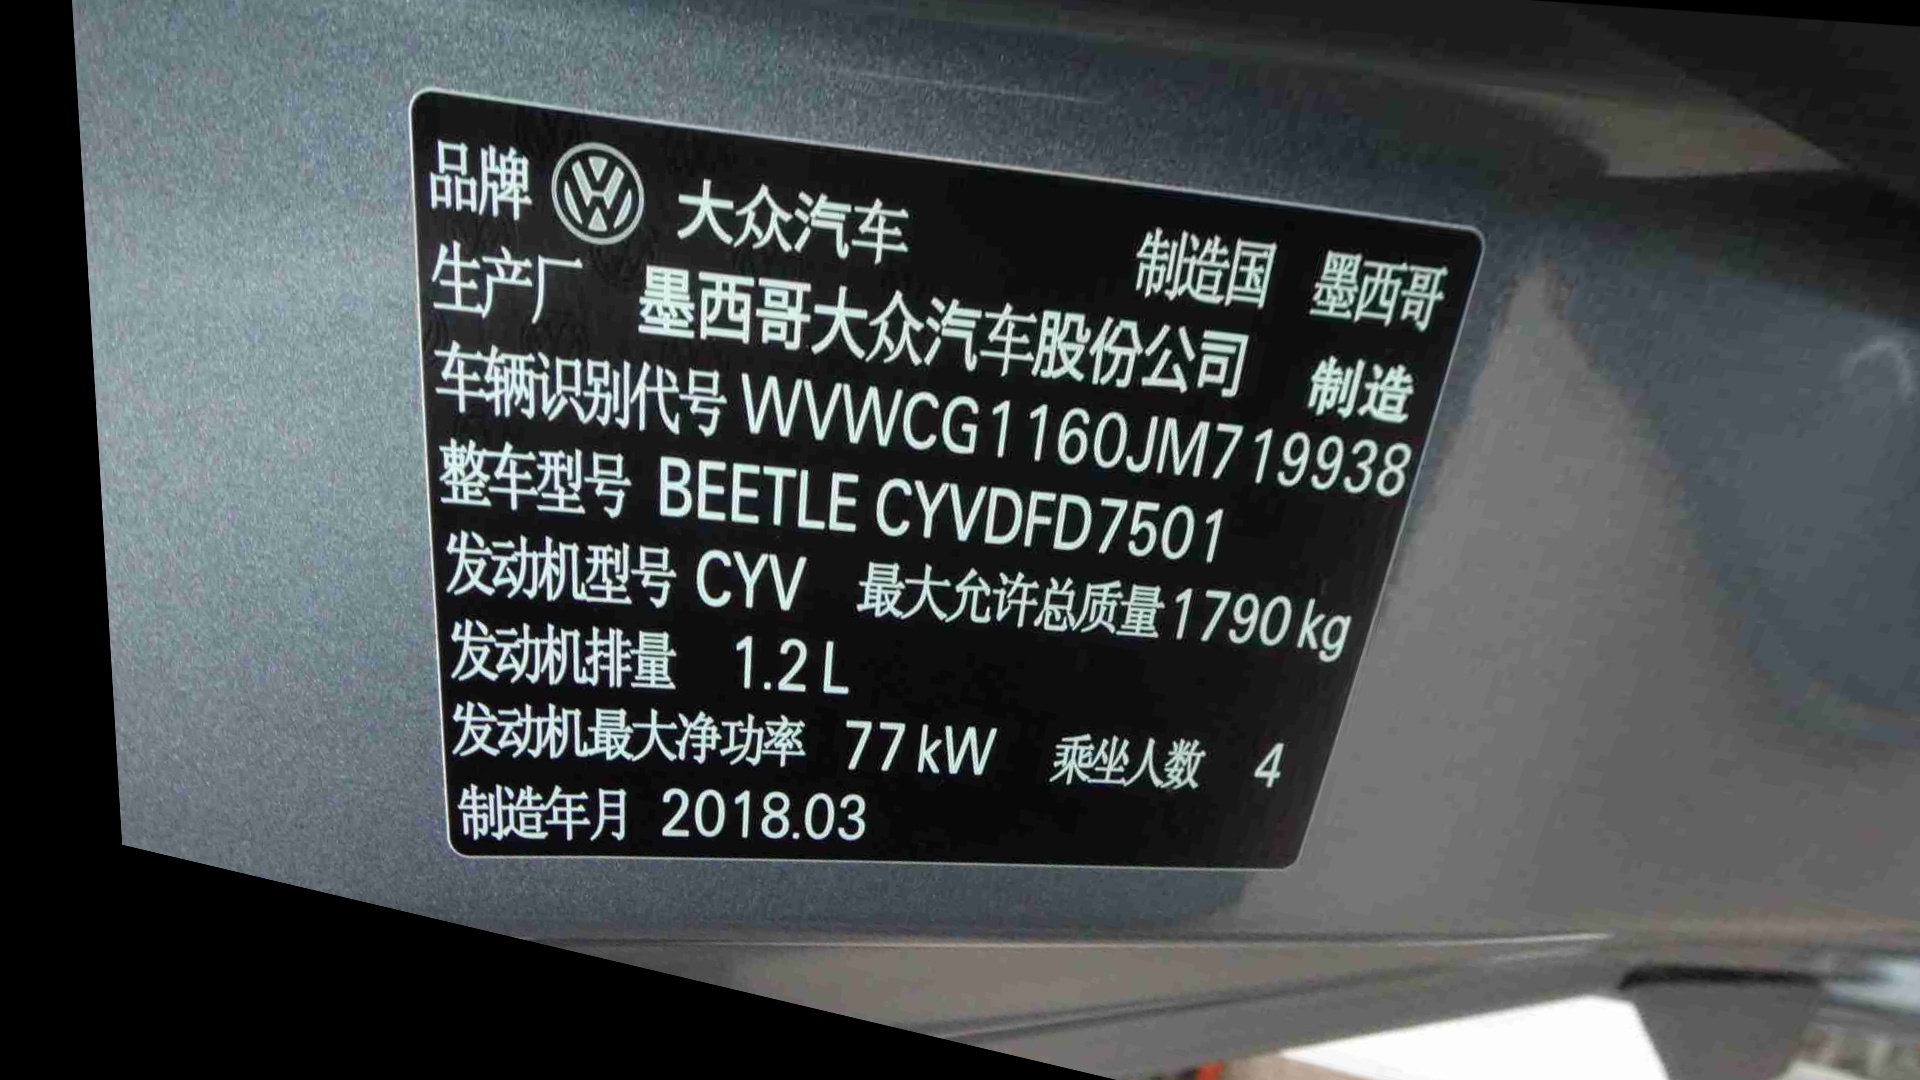 品牌 大众汽车 制造国 墨西哥
生产厂 墨西哥大众汽车股份公司 制造
车辆识别代号 WVWCG1160JM719938
整车型号 BEETLE CYVDFD7501
发动机型号 CYV 最大允许总质量 1790 kg
发动机排量 1.2 L
发动机最大净功率 77 kW 乘坐人数 4
制造年月 2018.03